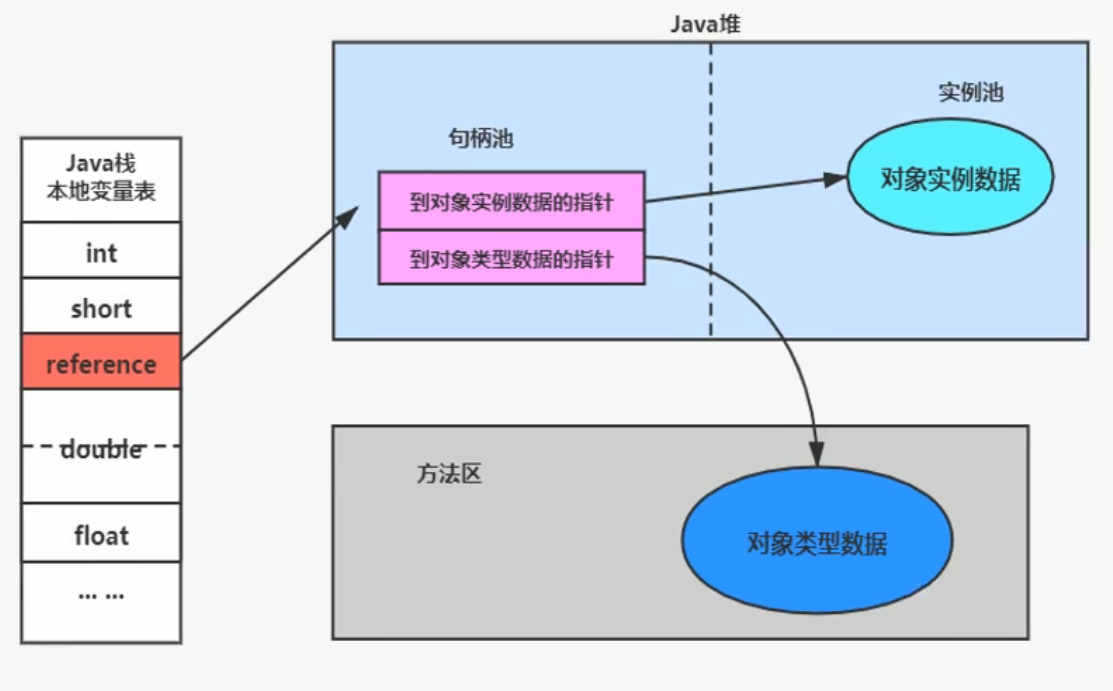 Java堆
Java栈
本地变量表
int
short
reference
double
float
... ...
句柄池
到对象实例数据的指针
到对象类型数据的指针
实例池
对象实例数据
方法区
对象类型数据